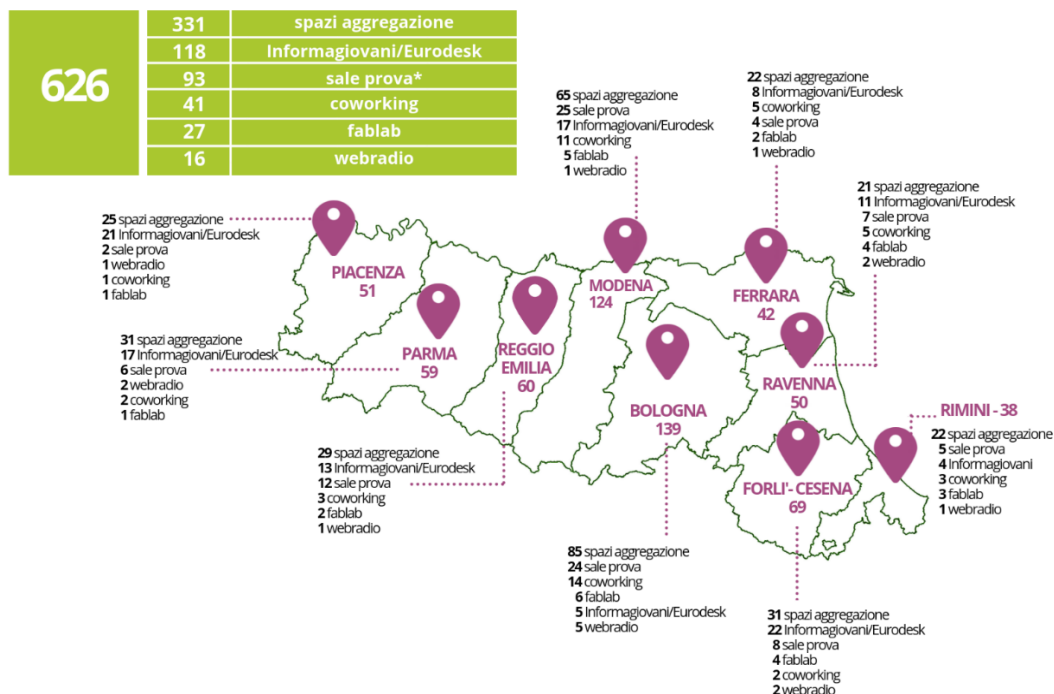 626
331 spazi aggregazione
118 Informagiovani/Eurodesk
93 sale prova*
41 coworking
27 fablab
16 webradio
25 spazi aggregazione
21 Informagiovani/Eurodesk
2 sale prova
1 webradio
1 coworking
1 fablab
PIACENZA
51
31 spazi aggregazione
17 Informagiovani/Eurodesk
6 sale prova
2 webradio
2 coworking
1 fablab
PARMA
59
29 spazi aggregazione
13 Informagiovani/Eurodesk
12 sale prova
3 coworking
2 fablab
1 webradio
REGGIO
EMILIA
60
65 spazi aggregazione
25 sale prova
17 Informagiovani/Eurodesk
11 coworking
5 fablab
1 webradio
MODENA
124
85 spazi aggregazione
24 sale prova
14 coworking
6 fablab
5 Informagiovani/Eurodesk
5 webradio
BOLOGNA
139
22 spazi aggregazione
8 Informagiovani/Eurodesk
5 coworking
4 sale prova
2 fablab
1 webradio
FERRARA
42
21 spazi aggregazione
11 Informagiovani/Eurodesk
7 sale prova
5 coworking
4 fablab
2 webradio
RAVENNA
50
31 spazi aggregazione
22 Informagiovani/Eurodesk
8 sale prova
4 fablab
2 coworking
2 webradio
FORLI'- CESENA
69
RIMINI - 38
22 spazi aggregazione
5 sale prova
4 Informagiovani
3 coworking
3 fablab
1 webradio